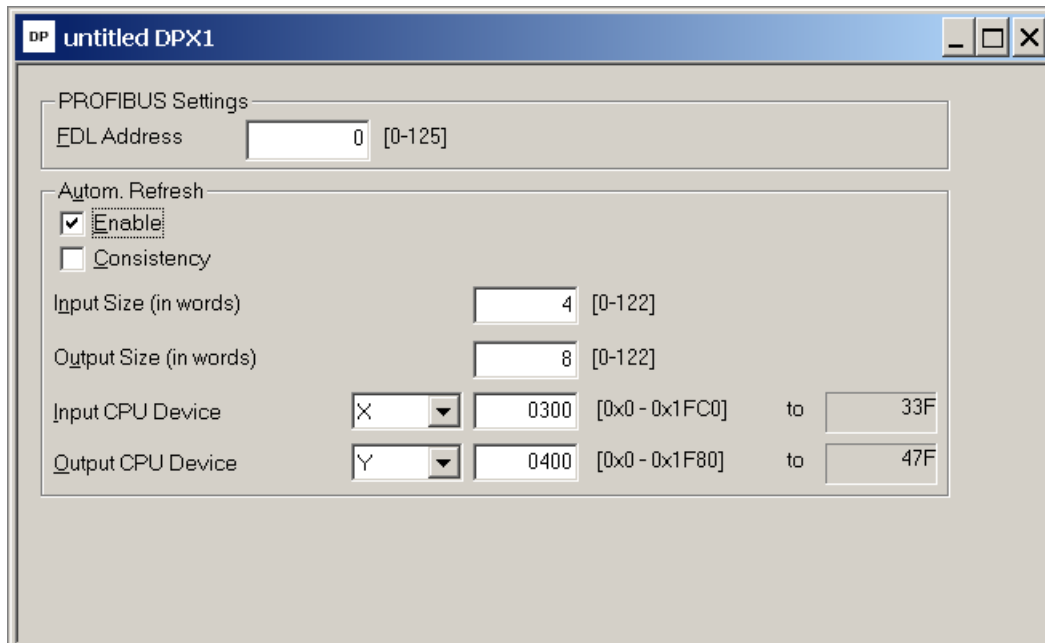 DP untitled DPX1
PROFIBUS Settings
FDL Address 0 [0-125]
Autom. Refresh
Enable
Consistency
Input Size (in words) 4 [0-122]
Output Size (in words) 8 [0-122]
Input CPU Device X 0300 [0x0 - 0x1FC0] to 33F
Output CPU Device Y 0400 [0x0 - 0x1F80] to 47F